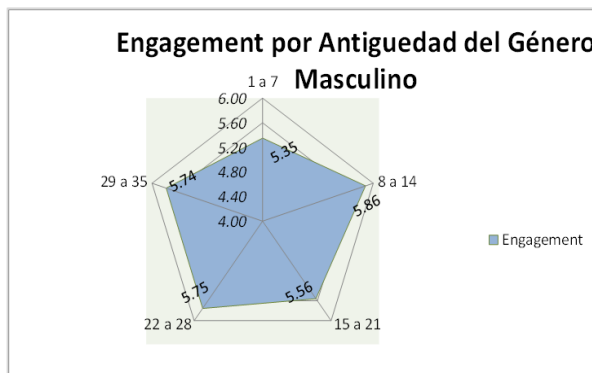 Engagement por Antiguedad del Género
Masculino
1 a 7
6.00
5.60
5.20
4.80
4.40
4.00
5.35
8 a 14
5.86
15 a 21
5.56
22 a 28
5.75
29 a 35
5.74
Engagement